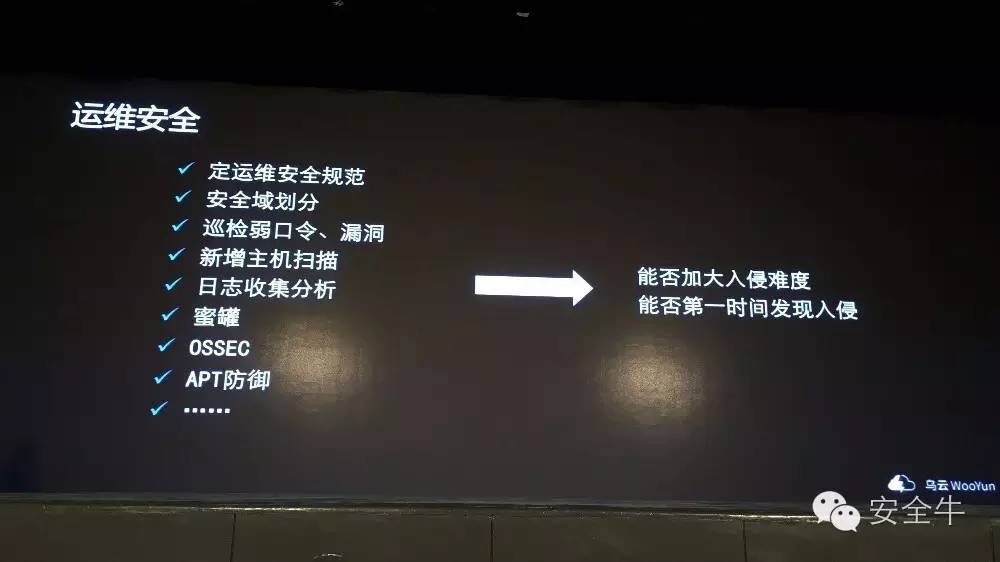 运维安全
定运维安全规范
安全域划分
巡检弱口令、漏洞
新增主机扫描
日志收集分析
蜜罐
OSSEC
APT防御
······
能否加大入侵难度
能否第一时间发现入侵
乌云 WooYun
安全牛